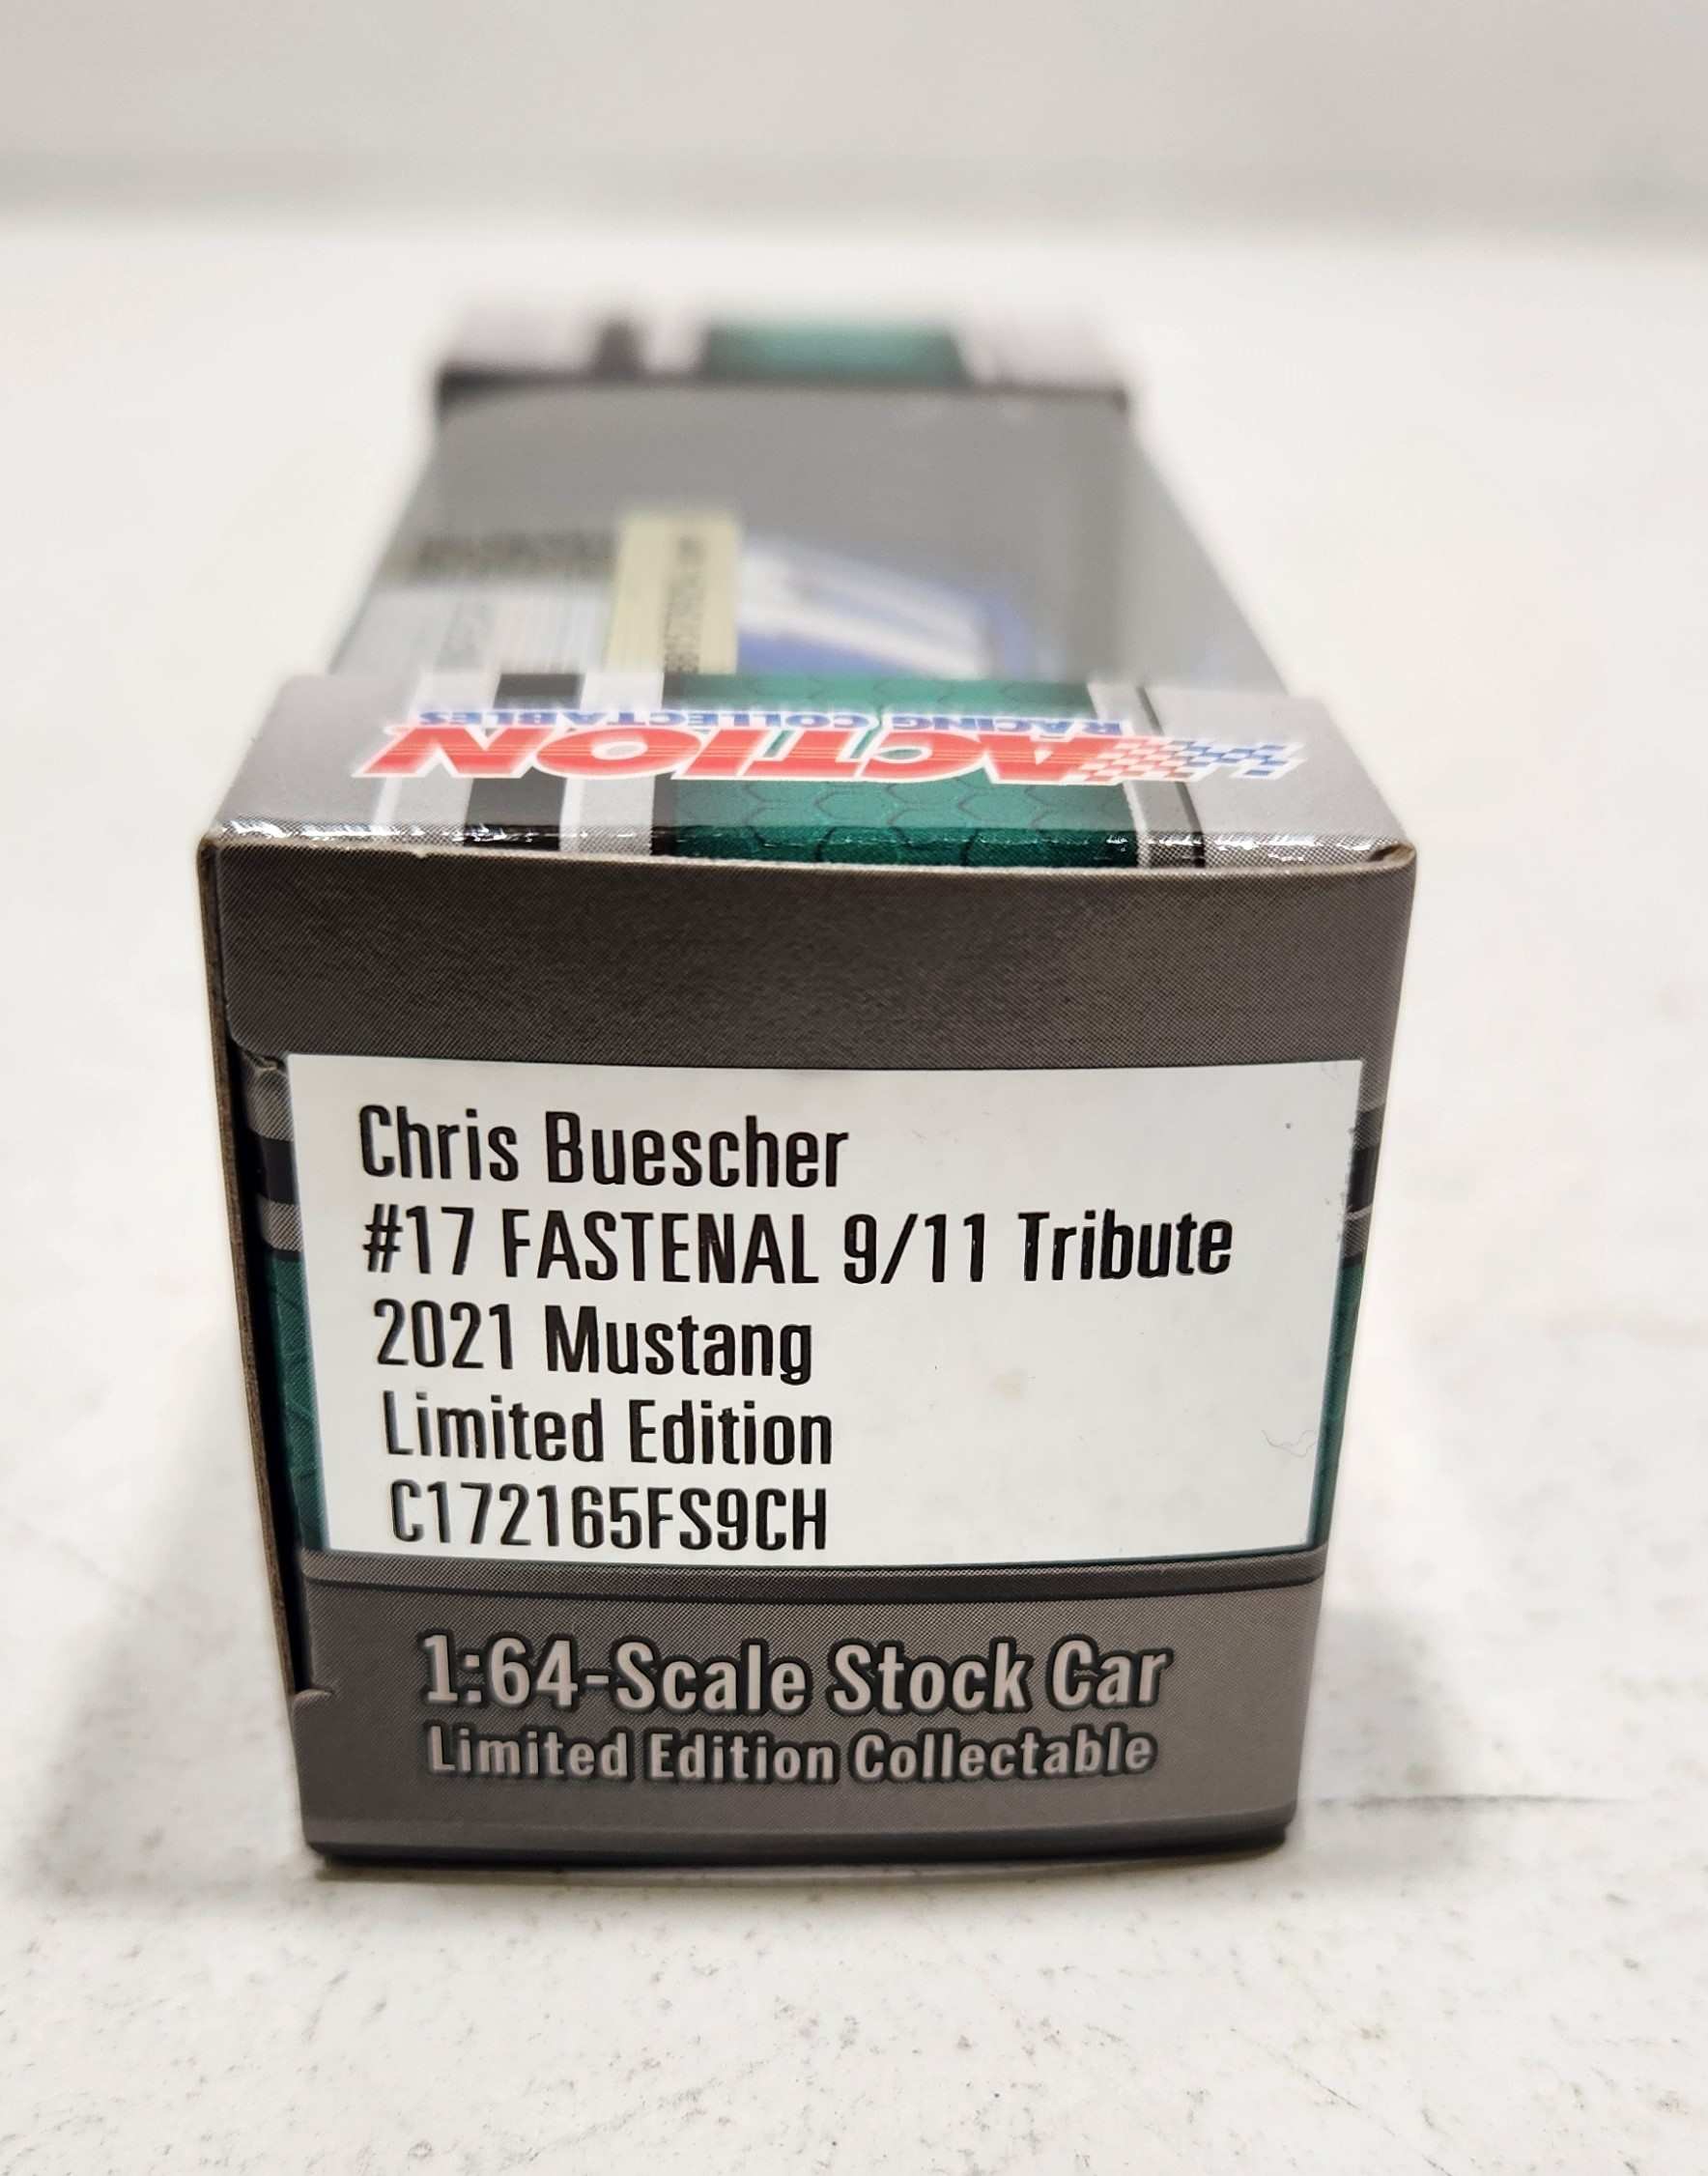 ACTION
RACING COLLECTABLES
Chris Buescher
#17 FASTENAL 9/11 Tribute
2021 Mustang
Limited Edition
C172165FS9CH
1:64-Scale Stock Car
Limited Edition Collectable